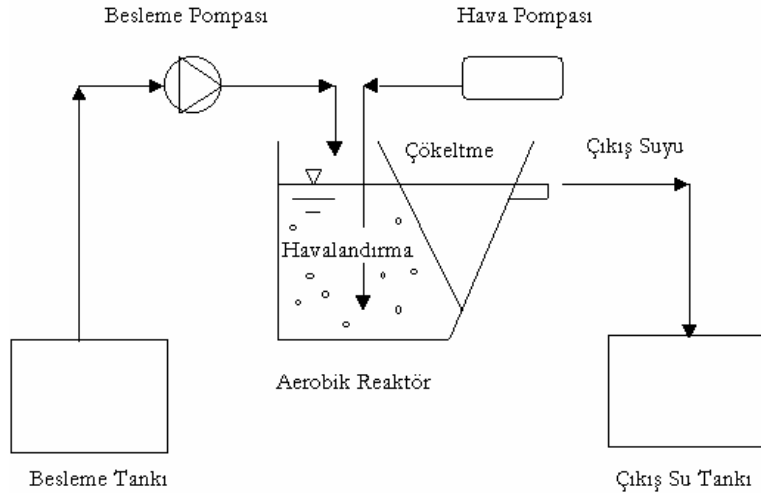 Besleme Pompası
Hava Pompası
Çökeltme
Çıkış Suyu
Havalandırma
Aerobik Reaktör
Besleme Tankı
Çıkış Su Tankı